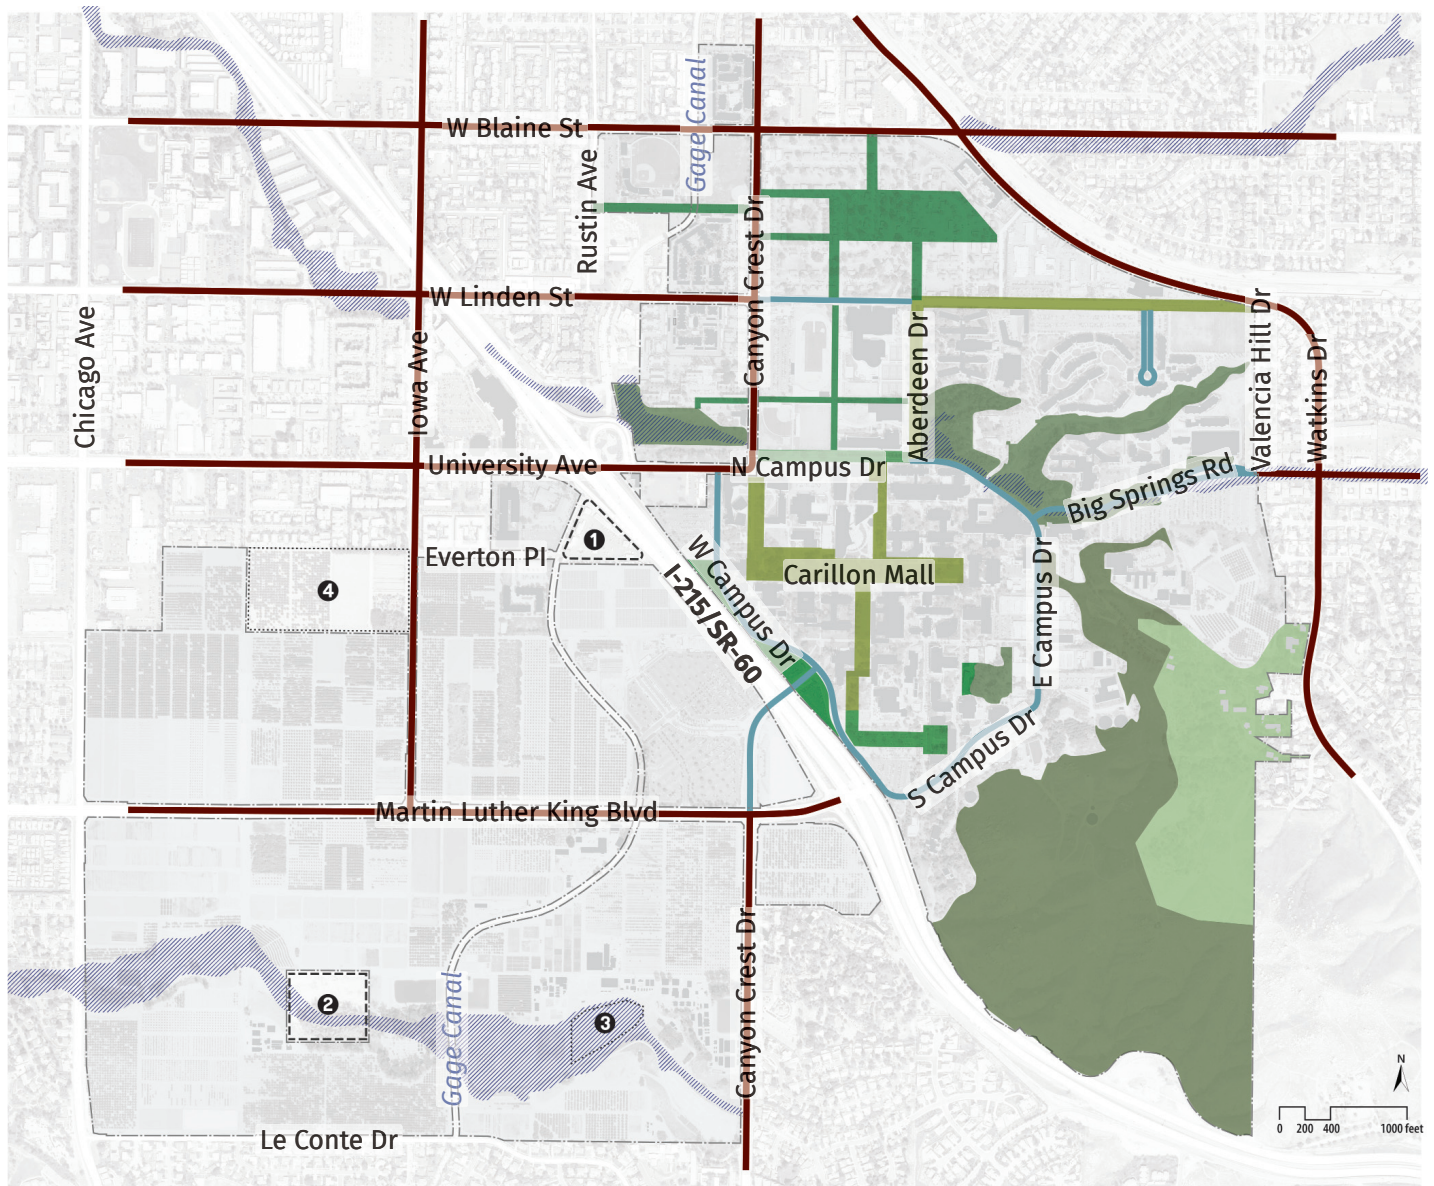 Gage Canal
W Blaine St
Rustin Ave
Canyon Crest Dr
W Linden St
Chicago Ave
Iowa Ave
Aberdeen Dr
Valencia Hill Dr
Watkins Dr
University Ave
N Campus Dr
Big Springs Rd
1
Everton Pl
W Campus Dr
Carillon Mall
4
I-215/SR-60
E Campus Dr
S Campus Dr
Martin Luther King Blvd
2
3
Gage Canal
Canyon Crest Dr
Le Conte Dr
N
0 200 400 1000 feet